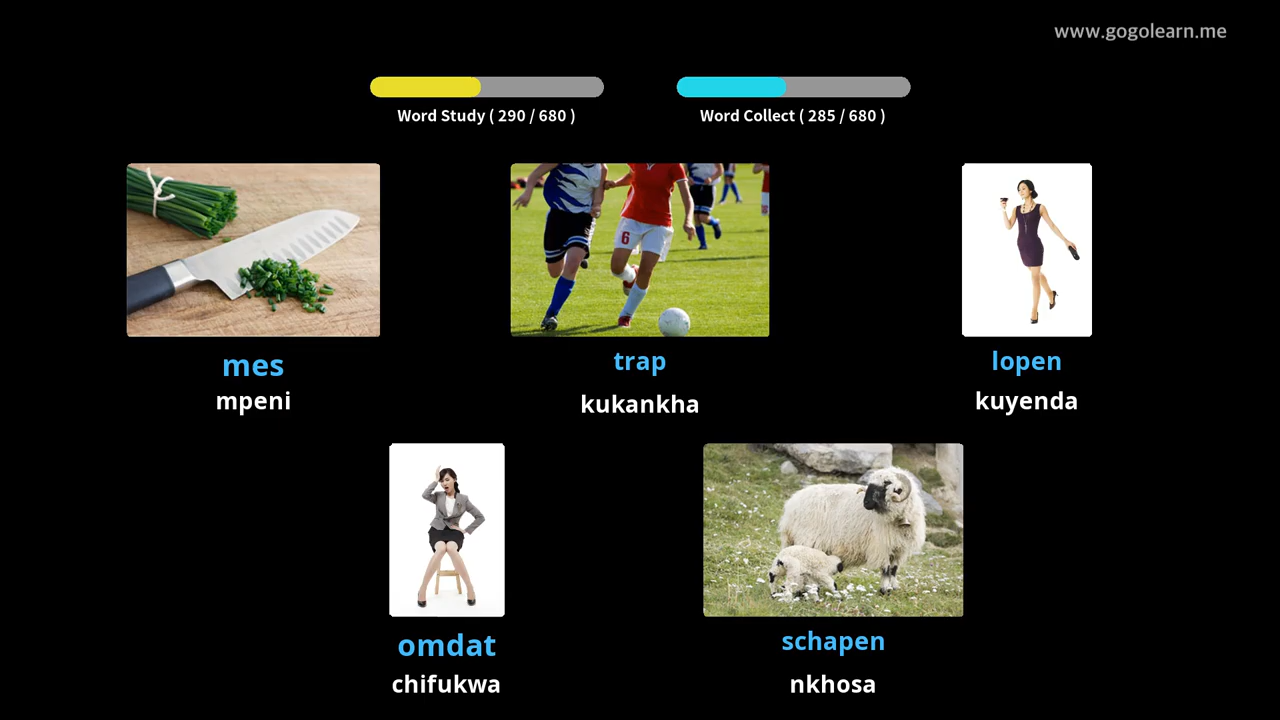 www.gogolearn.me
Word Study ( 290 / 680 )
Word Collect ( 285 / 680 )
mes
mpeni
trap
kukankha
lopen
kuyenda
omdat
chifukwa
schapen
nkhosa